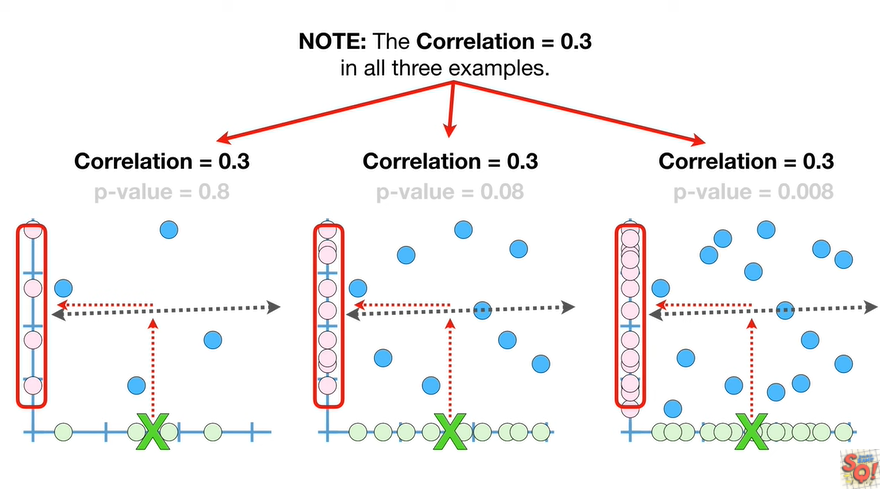 NOTE: The Correlation = 0.3
in all three examples.
Correlation = 0.3
p-value = 0.8
Correlation = 0.3
p-value = 0.08
Correlation = 0.3
p-value = 0.008
X
X
X
SQ!